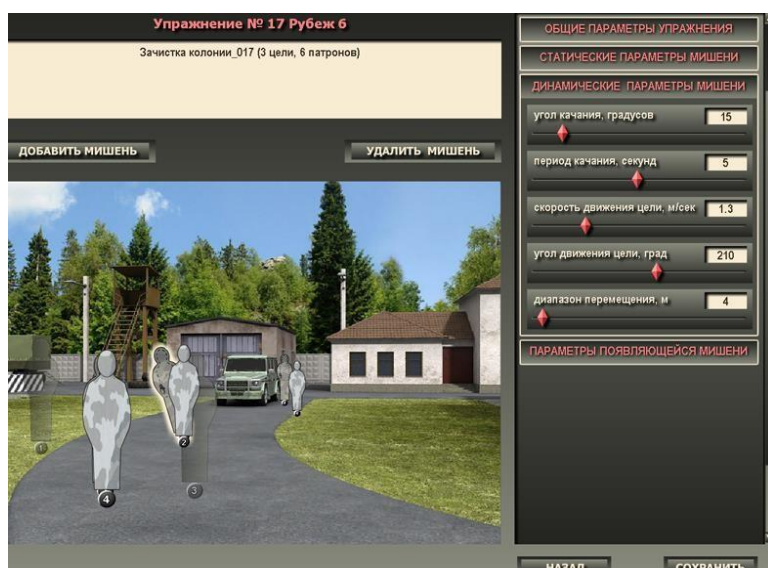 Упражнение № 17 Рубеж 6
Зачистка колонии_017 (3 цели, 6 патронов)
ДОБАВИТЬ МИШЕНЬ
УДАЛИТЬ МИШЕНЬ
1
2
3
4
ОБЩИЕ ПАРАМЕТРЫ УПРАЖНЕНИЯ
СТАТИЧЕСКИЕ ПАРАМЕТРЫ МИШЕНИ
ДИНАМИЧЕСКИЕ ПАРАМЕТРЫ МИШЕНИ
угол качания, градусов 15
период качания, секунд 5
скорость движения цели, м/сек 1.3
угол движения цели, град 210
диапазон перемещения, м 4
ПАРАМЕТРЫ ПОЯВЛЯЮЩЕЙСЯ МИШЕНИ
НАЗАД
СОХРАНИТЬ